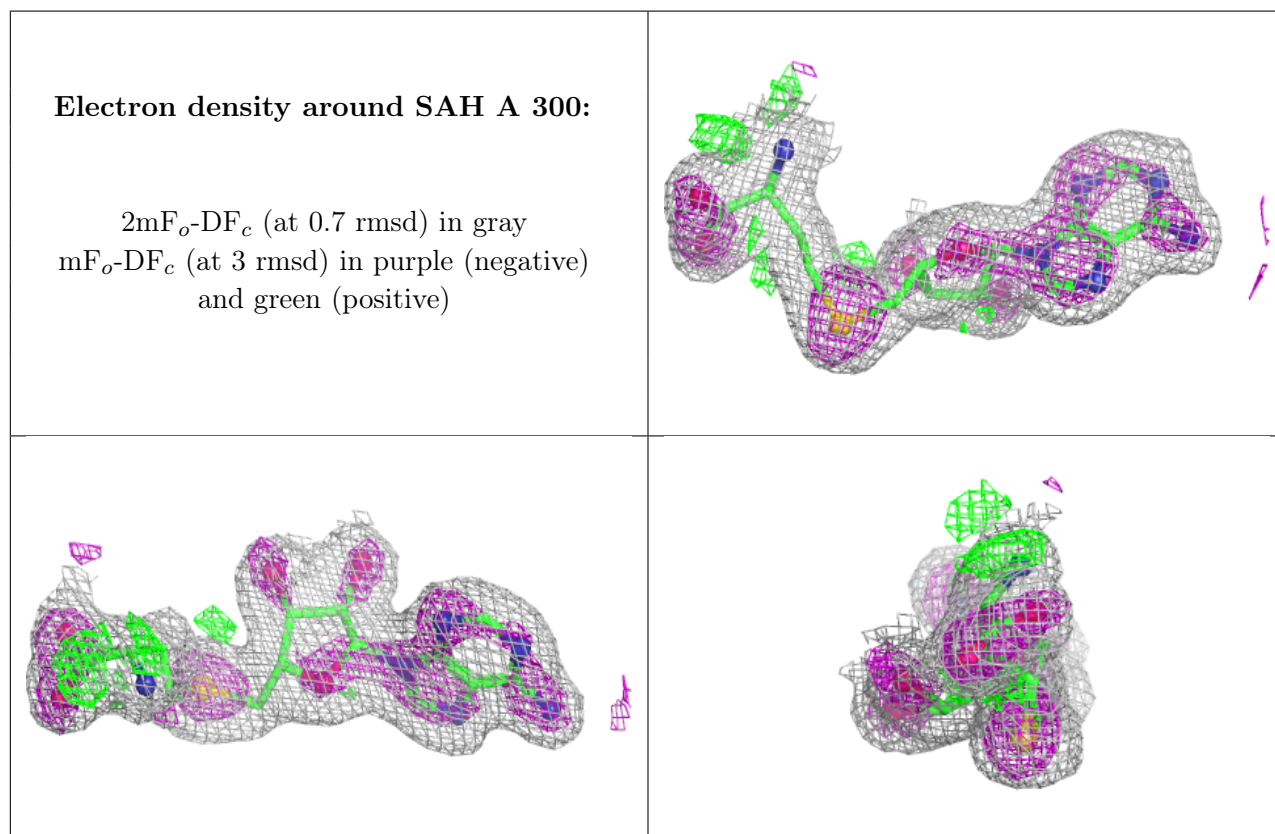 Electron density around SAH A 300:
2mFo-DFc (at 0.7 rmsd) in gray
mFo-DFc (at 3 rmsd) in purple (negative)
and green (positive)